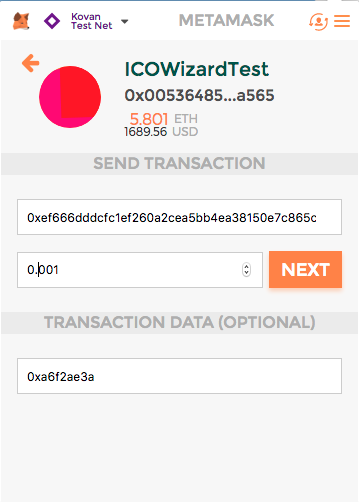 Kovan
Test Net
METAMASK
ICOWizardTest
0x00536485...a565
5.801 ETH
1689.56 USD
SEND TRANSACTION
0xef666dddcfc1ef260a2cea5bb4ea38150e7c865c
0.001
NEXT
TRANSACTION DATA (OPTIONAL)
0xa6f2ae3a